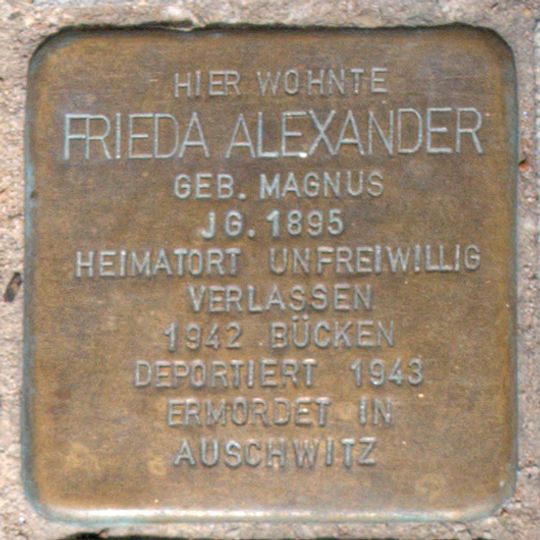 HIER WOHNTE
FRIEDA ALEXANDER
GEB. MAGNUS
JG. 1895
HEIMATORT UNFREIWILLIG
VERLASSEN
1942 BÜCKEN
DEPORTIERT 1943
ERMORDET IN
AUSCHWITZ